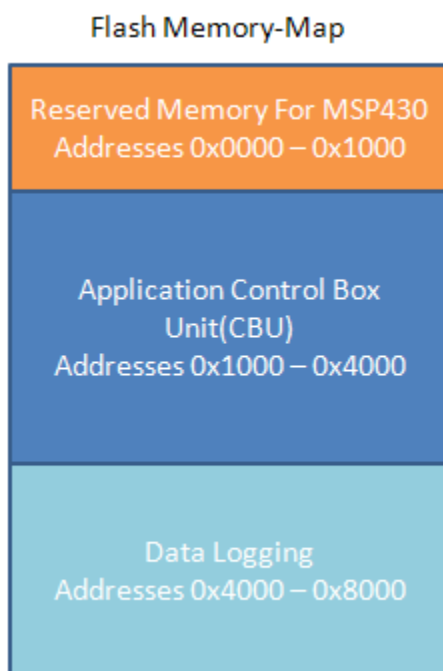 Flash Memory-Map
Reserved Memory For MSP430
Addresses 0x0000 – 0x1000
Application Control Box
Unit(CBU)
Addresses 0x1000 – 0x4000
Data Logging
Addresses 0x4000 – 0x8000